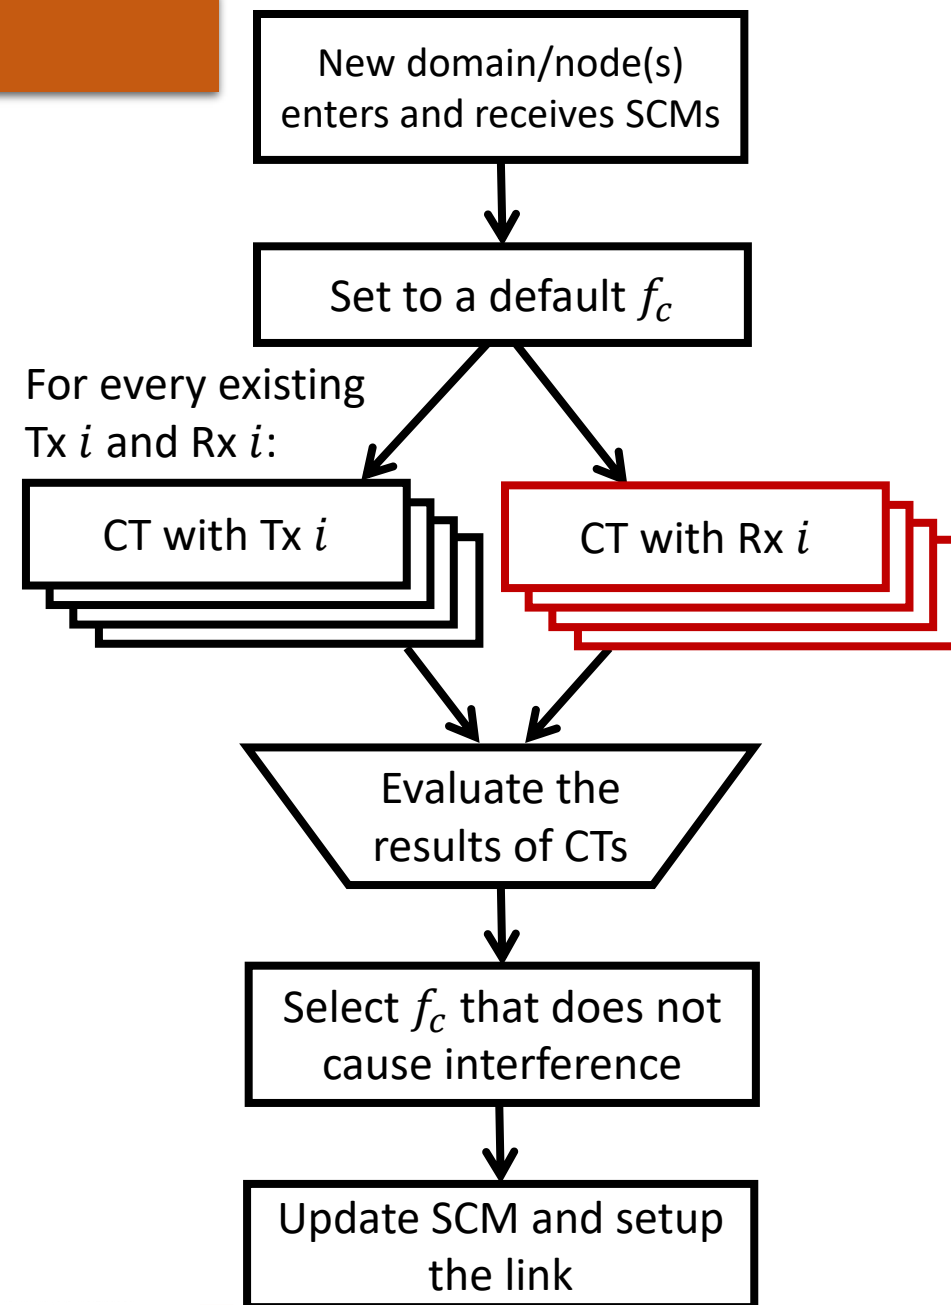 New domain/node(s)
enters and receives SCMs
Set to a default f_c
For every existing
Tx i and Rx i:
CT with Tx i
CT with Rx i
Evaluate the
results of CTs
Select f_c that does not
cause interference
Update SCM and setup
the link